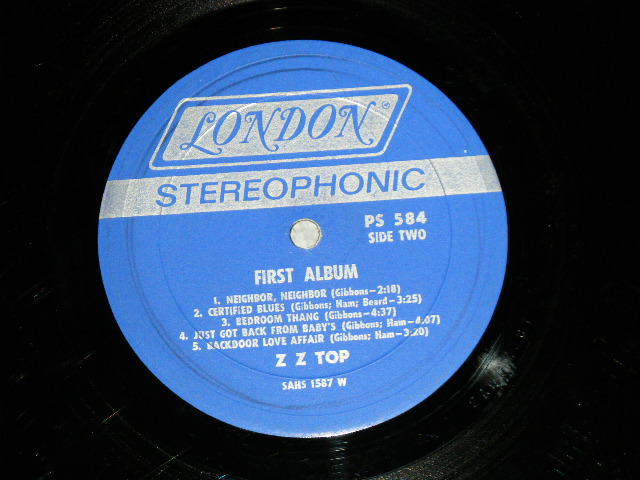 LONDON ®
STEREOPHONIC
PS 584
SIDE TWO
FIRST ALBUM
1. NEIGHBOR, NEIGHBOR (Gibbons-2:18)
2. CERTIFIED BLUES (Gibbons; Ham; Beard-3:25)
3. BEDROOM THANG (Gibbons-4:37)
4. JUST GOT BACK FROM BABY'S (Gibbons; Ham-4:07)
5. BACKDOOR LOVE AFFAIR (Gibbons; Ham-3:20)
Z Z TOP
SAHS 1587 W